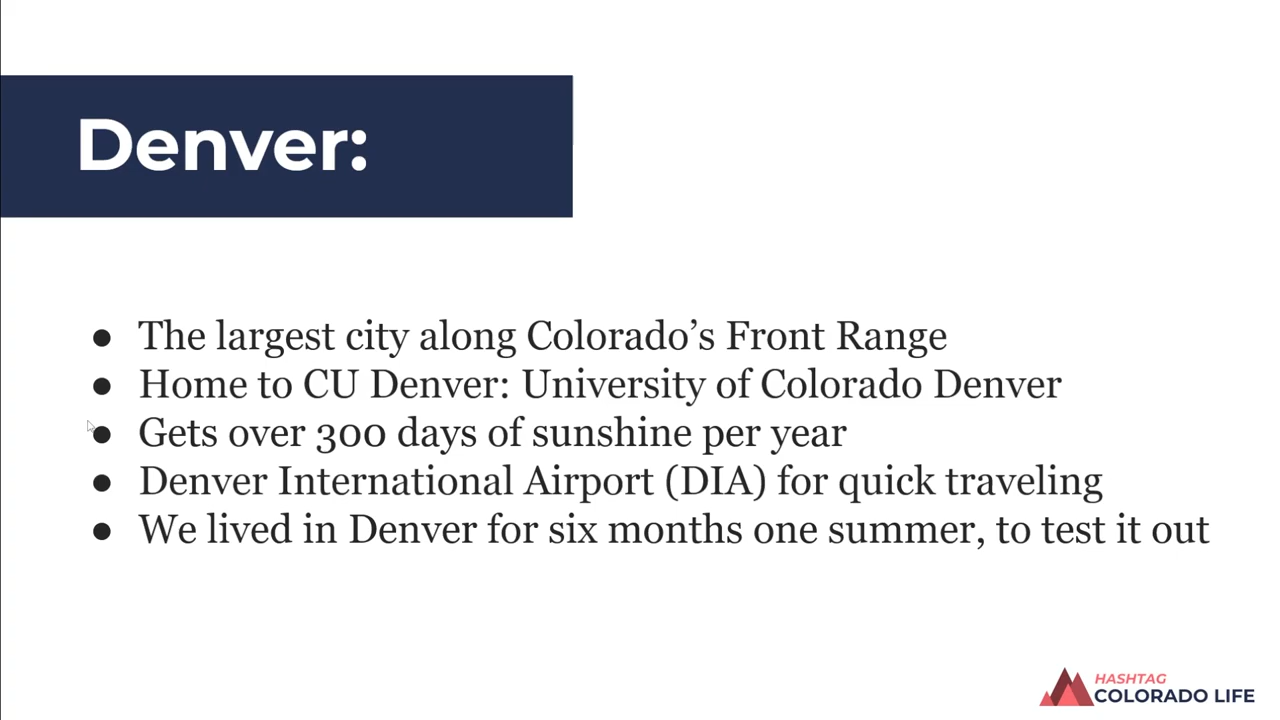 Denver:
● The largest city along Colorado’s Front Range
● Home to CU Denver: University of Colorado Denver
● Gets over 300 days of sunshine per year
● Denver International Airport (DIA) for quick traveling
● We lived in Denver for six months one summer, to test it out
HASHTAG
COLORADO LIFE